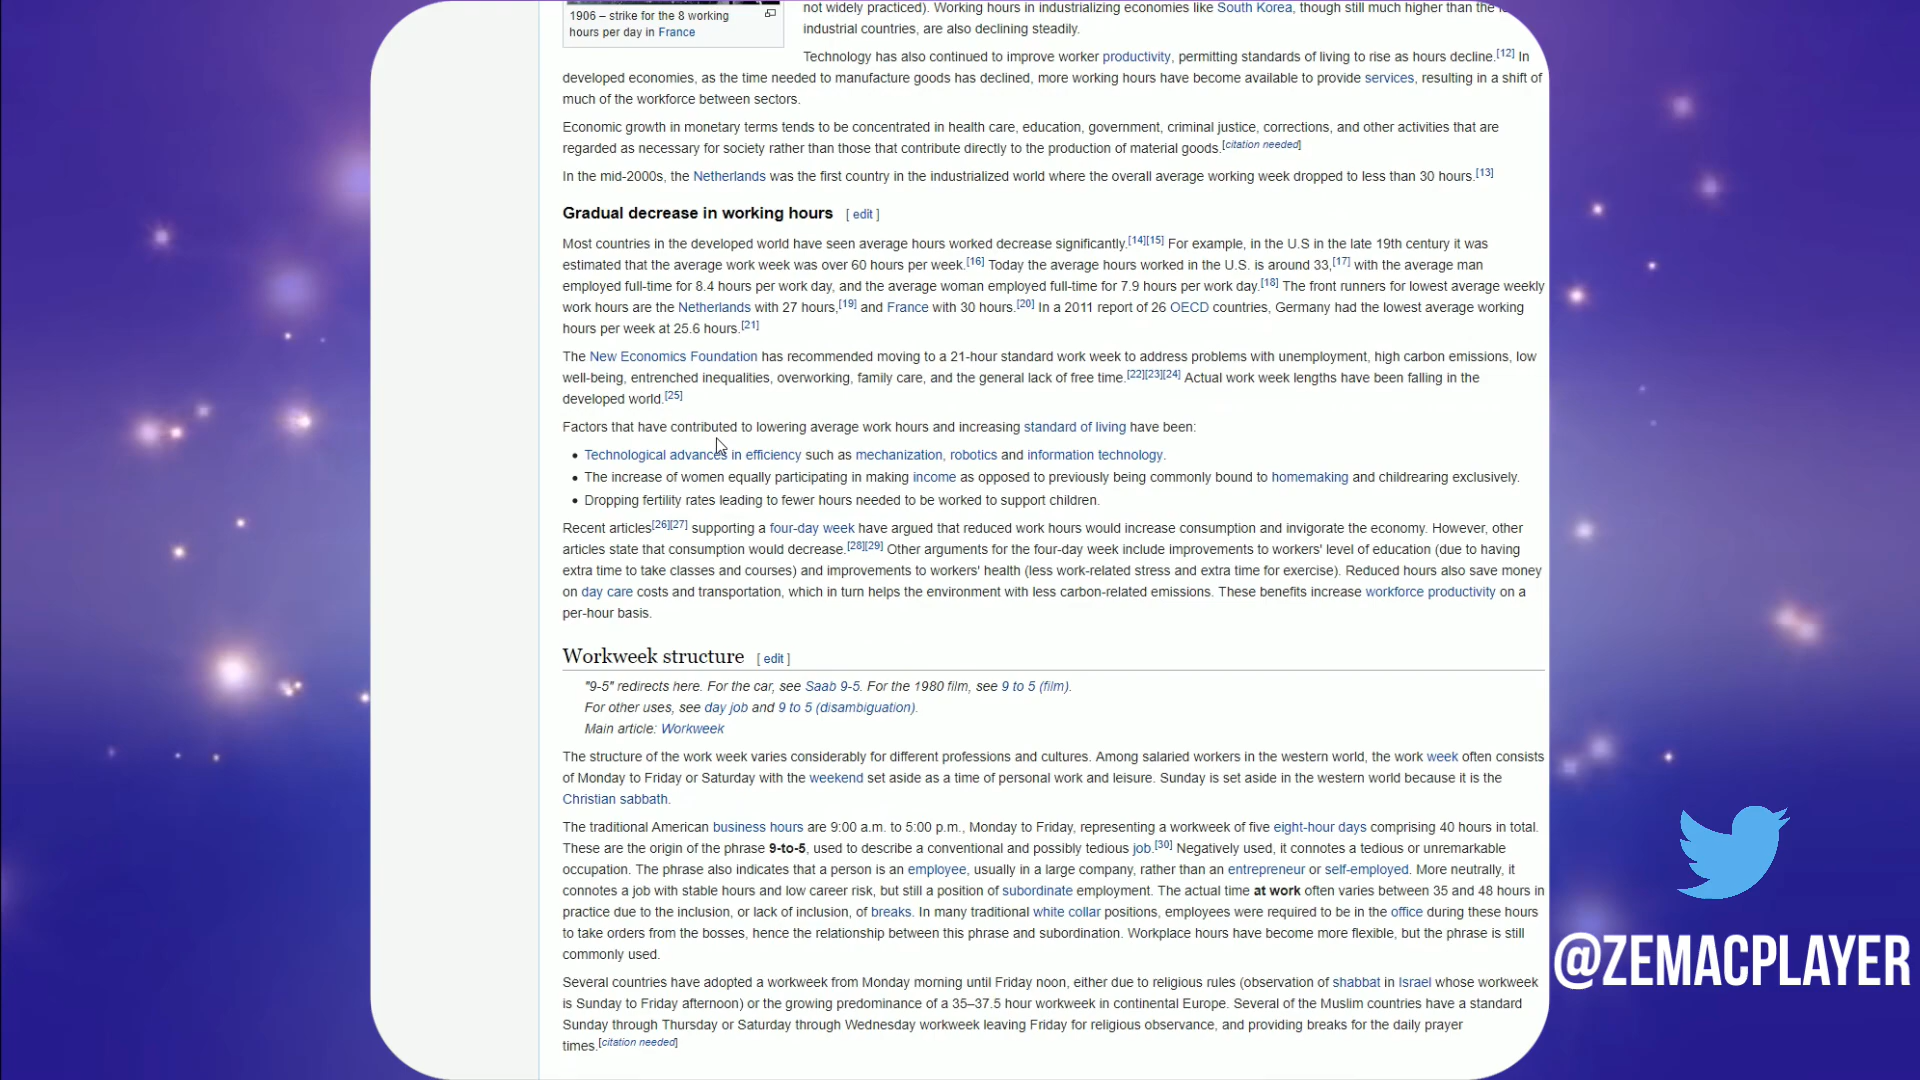 1906 – strike for the 8 working
hours per day in France
not widely practiced). Working hours in industrializing economies like South Korea, though still much higher than the
industrial countries, are also declining steadily.
Technology has also continued to improve worker productivity, permitting standards of living to rise as hours decline.[12] In
developed economies, as the time needed to manufacture goods has declined, more working hours have become available to provide services, resulting in a shift of
much of the workforce between sectors.
Economic growth in monetary terms tends to be concentrated in health care, education, government, criminal justice, corrections, and other activities that are
regarded as necessary for society rather than those that contribute directly to the production of material goods.[citation needed]
In the mid-2000s, the Netherlands was the first country in the industrialized world where the overall average working week dropped to less than 30 hours.[13]
Gradual decrease in working hours [ edit ]
Most countries in the developed world have seen average hours worked decrease significantly.[14][15] For example, in the U.S in the late 19th century it was
estimated that the average work week was over 60 hours per week.[16] Today the average hours worked in the U.S. is around 33,[17] with the average man
employed full-time for 8.4 hours per work day, and the average woman employed full-time for 7.9 hours per work day.[18] The front runners for lowest average weekly
work hours are the Netherlands with 27 hours,[19] and France with 30 hours.[20] In a 2011 report of 26 OECD countries, Germany had the lowest average working
hours per week at 25.6 hours.[21]
The New Economics Foundation has recommended moving to a 21-hour standard work week to address problems with unemployment, high carbon emissions, low
well-being, entrenched inequalities, overworking, family care, and the general lack of free time.[22][23][24] Actual work week lengths have been falling in the
developed world.[25]
Factors that have contributed to lowering average work hours and increasing standard of living have been:
• Technological advances in efficiency such as mechanization, robotics and information technology.
• The increase of women equally participating in making income as opposed to previously being commonly bound to homemaking and childrearing exclusively.
• Dropping fertility rates leading to fewer hours needed to be worked to support children.
Recent articles[26][27] supporting a four-day week have argued that reduced work hours would increase consumption and invigorate the economy. However, other
articles state that consumption would decrease.[28][29] Other arguments for the four-day week include improvements to workers' level of education (due to having
extra time to take classes and courses) and improvements to workers' health (less work-related stress and extra time for exercise). Reduced hours also save money
on day care costs and transportation, which in turn helps the environment with less carbon-related emissions. These benefits increase workforce productivity on a
per-hour basis.
Workweek structure [ edit ]
"9-5" redirects here. For the car, see Saab 9-5. For the 1980 film, see 9 to 5 (film).
For other uses, see day job and 9 to 5 (disambiguation).
Main article: Workweek
The structure of the work week varies considerably for different professions and cultures. Among salaried workers in the western world, the work week often consists
of Monday to Friday or Saturday with the weekend set aside as a time of personal work and leisure. Sunday is set aside in the western world because it is the
Christian sabbath.
The traditional American business hours are 9:00 a.m. to 5:00 p.m., Monday to Friday, representing a workweek of five eight-hour days comprising 40 hours in total.
These are the origin of the phrase 9-to-5, used to describe a conventional and possibly tedious job.[30] Negatively used, it connotes a tedious or unremarkable
occupation. The phrase also indicates that a person is an employee, usually in a large company, rather than an entrepreneur or self-employed. More neutrally, it
connotes a job with stable hours and low career risk, but still a position of subordinate employment. The actual time at work often varies between 35 and 48 hours in
practice due to the inclusion, or lack of inclusion, of breaks. In many traditional white collar positions, employees were required to be in the office during these hours
to take orders from the bosses, hence the relationship between this phrase and subordination. Workplace hours have become more flexible, but the phrase is still
commonly used.
Several countries have adopted a workweek from Monday morning until Friday noon, either due to religious rules (observation of shabbat in Israel whose workweek
is Sunday to Friday afternoon) or the growing predominance of a 35–37.5 hour workweek in continental Europe. Several of the Muslim countries have a standard
Sunday through Thursday or Saturday through Wednesday workweek leaving Friday for religious observance, and providing breaks for the daily prayer
times.[citation needed]
@ZEMACPLAYER